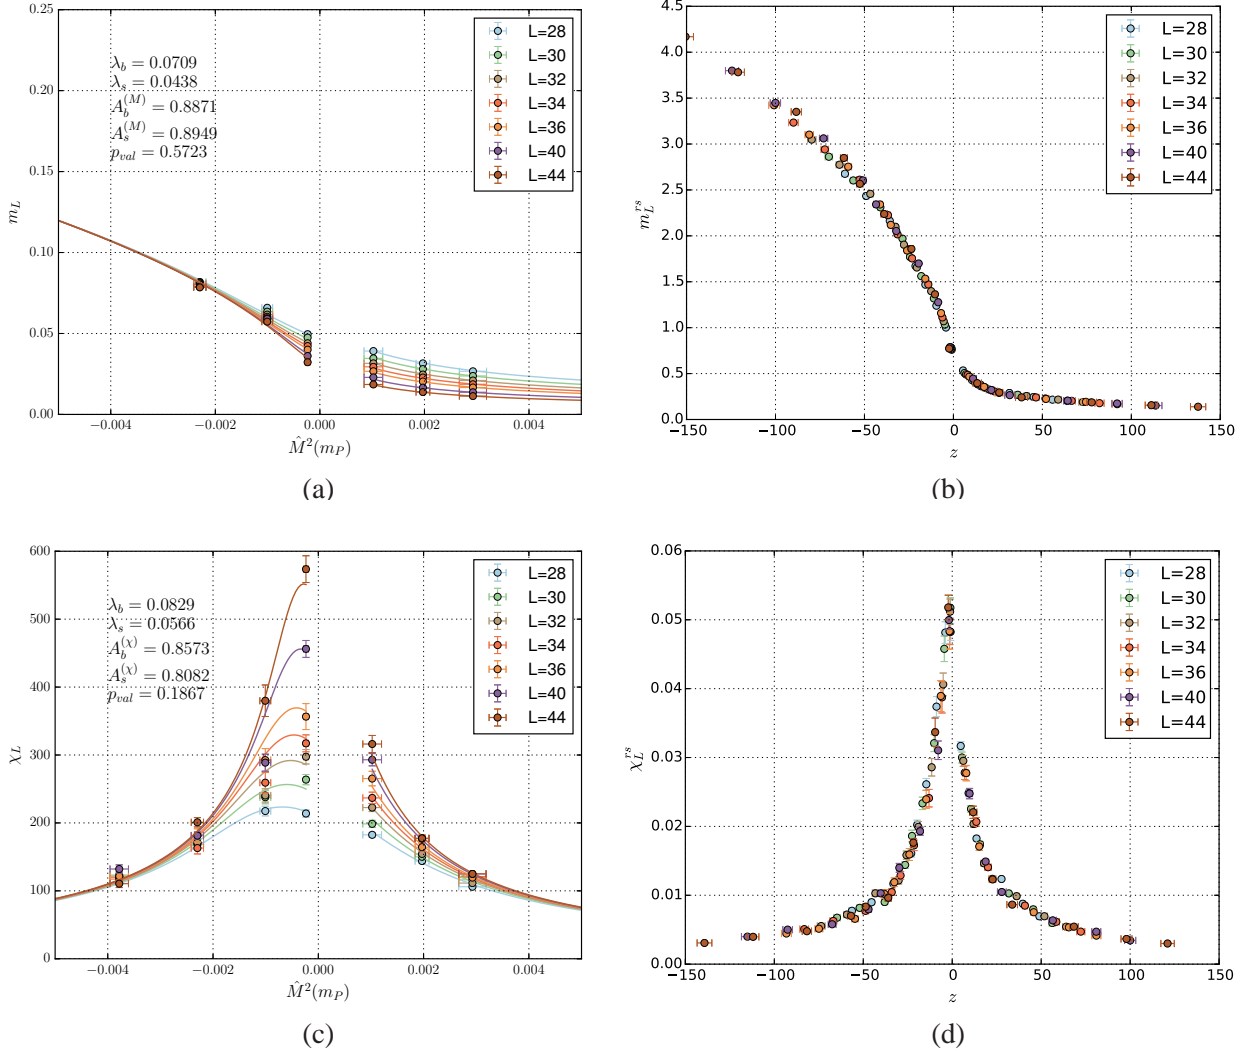 0.25
0.20
0.15
0.10
0.05
0.00
m_L
λ_b = 0.0709
λ_s = 0.0438
A_b^(M) = 0.8871
A_s^(M) = 0.8949
p_val = 0.5723
L=28
L=30
L=32
L=34
L=36
L=40
L=44
−0.004 −0.002 0.000 0.002 0.004
M̂²(m_P)
(a)
4.5
4.0
3.5
3.0
2.5
2.0
1.5
1.0
0.5
0.0
m_L^rs
L=28
L=30
L=32
L=34
L=36
L=40
L=44
−150 −100 −50 0 50 100 150
z
(b)
600
500
400
300
200
100
0
χ_L
λ_b = 0.0829
λ_s = 0.0566
A_b^(χ) = 0.8573
A_s^(χ) = 0.8082
p_val = 0.1867
L=28
L=30
L=32
L=34
L=36
L=40
L=44
−0.004 −0.002 0.000 0.002 0.004
M̂²(m_P)
(c)
0.06
0.05
0.04
0.03
0.02
0.01
0.00
χ_L^rs
L=28
L=30
L=32
L=34
L=36
L=40
L=44
−150 −100 −50 0 50 100 150
z
(d)